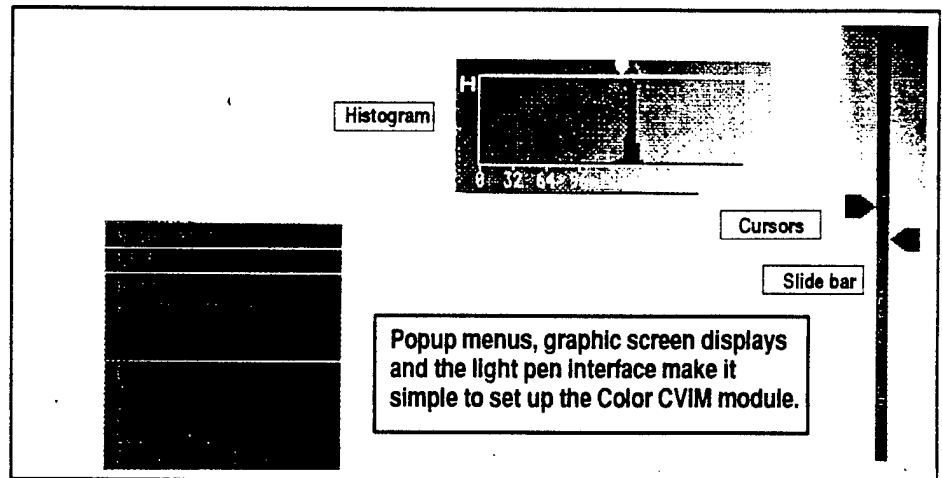 H
Histogram
0 32 64
Cursors
Slide bar
Popup menus, graphic screen displays
and the light pen interface make it
simple to set up the Color CVIM module.